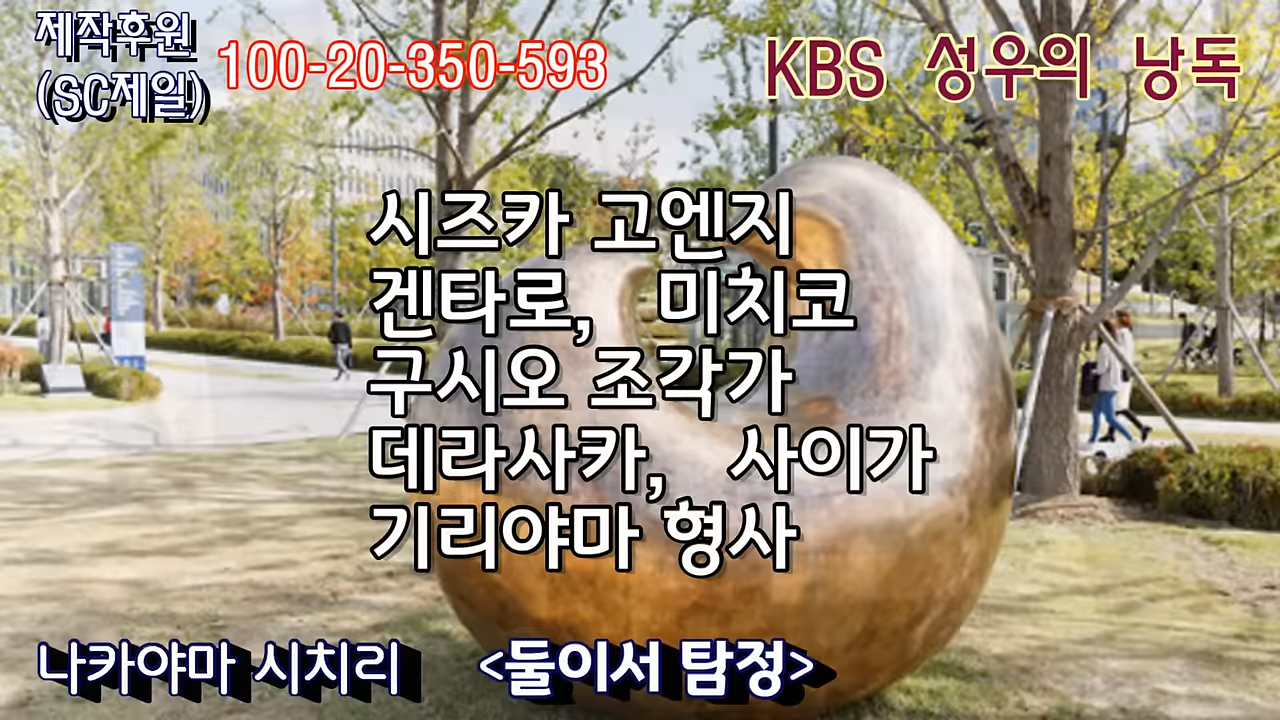 제작후원
(SC제일)
100-20-350-593
KBS 성우의 낭독
시즈카 고엔지
겐타로, 미치코
구시오 조각가
데라사카, 사이가
기리야마 형사
나카야마 시치리 <둘이서 탐정>